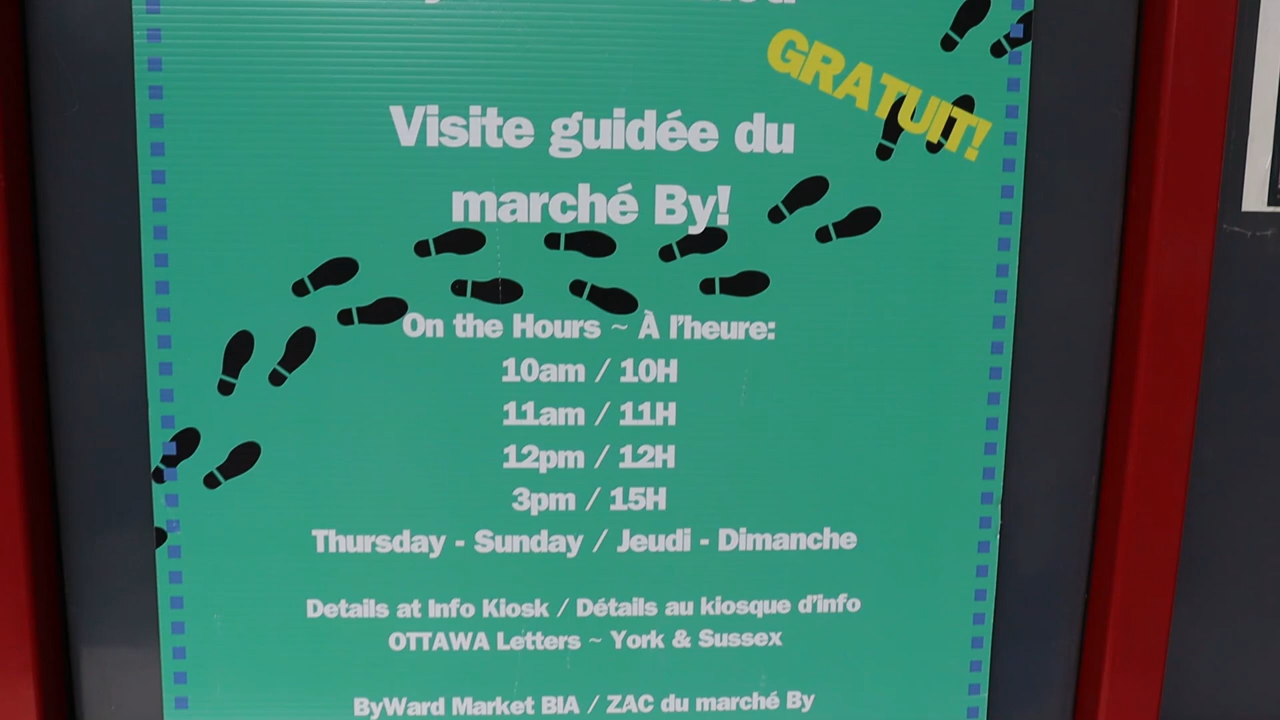 GRATUIT!
Visite guidée du
marché By!
On the Hours ~ À l'heure:
10am / 10H
11am / 11H
12pm / 12H
3pm / 15H
Thursday - Sunday / Jeudi - Dimanche
Details at Info Kiosk / Détails au kiosque d'info
OTTAWA Letters ~ York & Sussex
ByWard Market BIA / ZAC du marché By